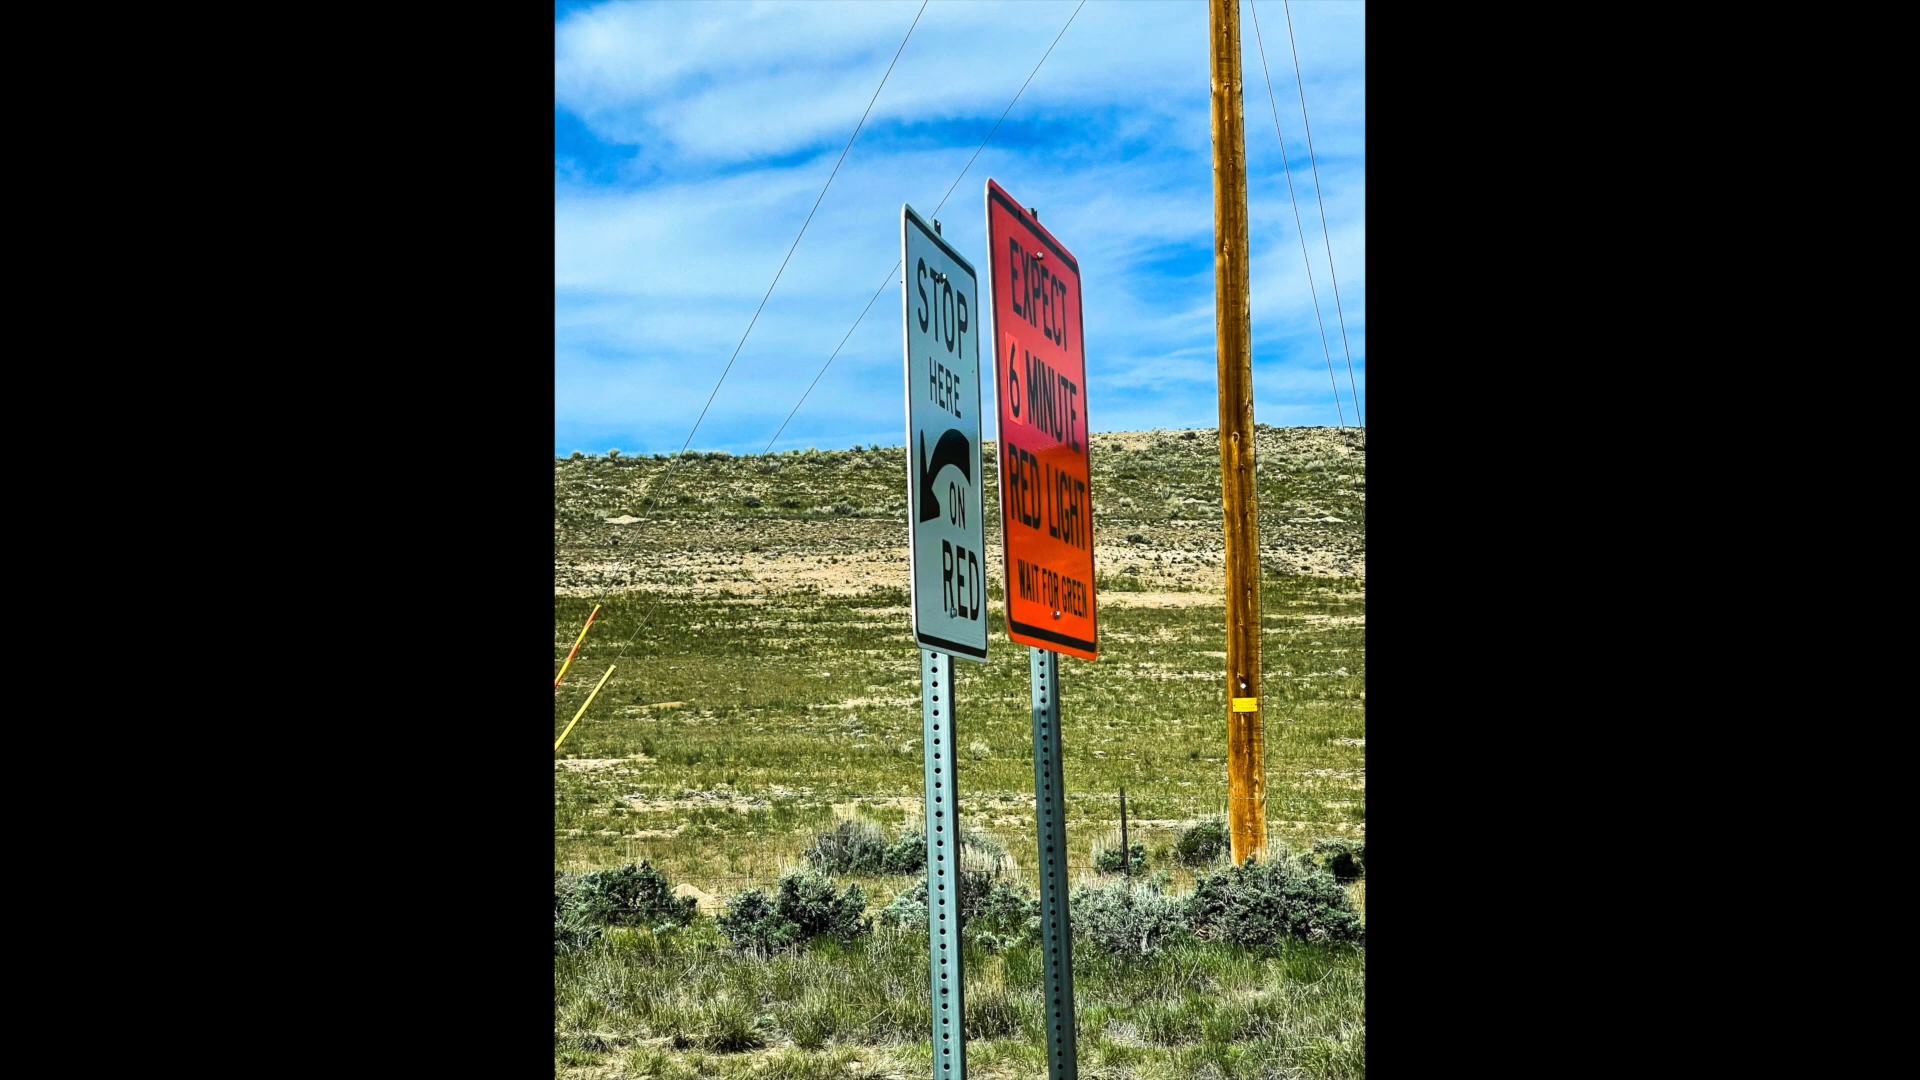 STOP
HERE
ON
RED
EXPECT
6 MINUTE
RED LIGHT
WAIT FOR GREEN